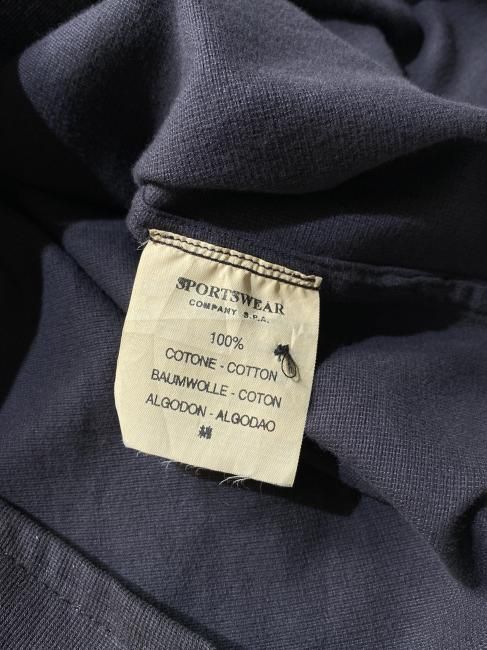 SPORTSWEAR
COMPANY S.P.A.
100%
COTONE - COTTON
BAUMWOLLE - COTON
ALGODON - ALGODAO